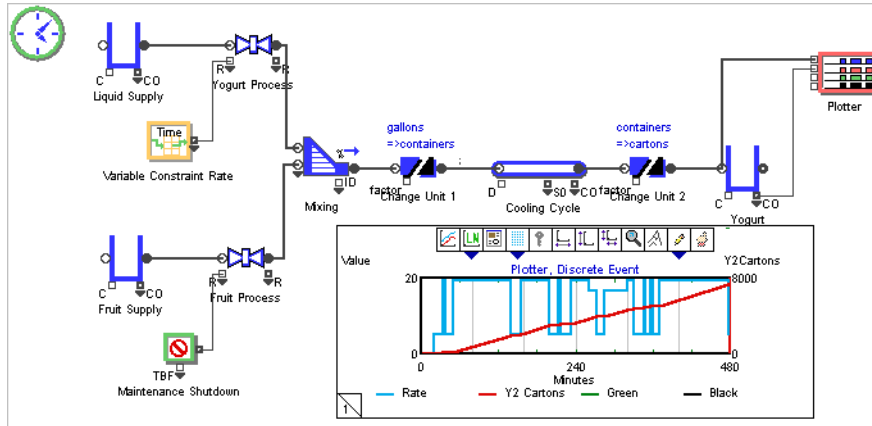 C
CO
Liquid Supply
R
R
Yogurt Process
Time
Variable Constraint Rate
%
ID
Mixing
gallons
=>containers
factor
Change Unit 1
:
D
S0
CO
Cooling Cycle
containers
=>cartons
factor
Change Unit 2
C
CO
Yogurt
Plotter
C
CO
Fruit Supply
R
R
Fruit Process
TBF
Maintenance Shutdown
LN
Value
Plotter, Discrete Event
Y2Cartons
20
8000
0
0
0
240
480
Minutes
Rate
Y2 Cartons
Green
Black
1